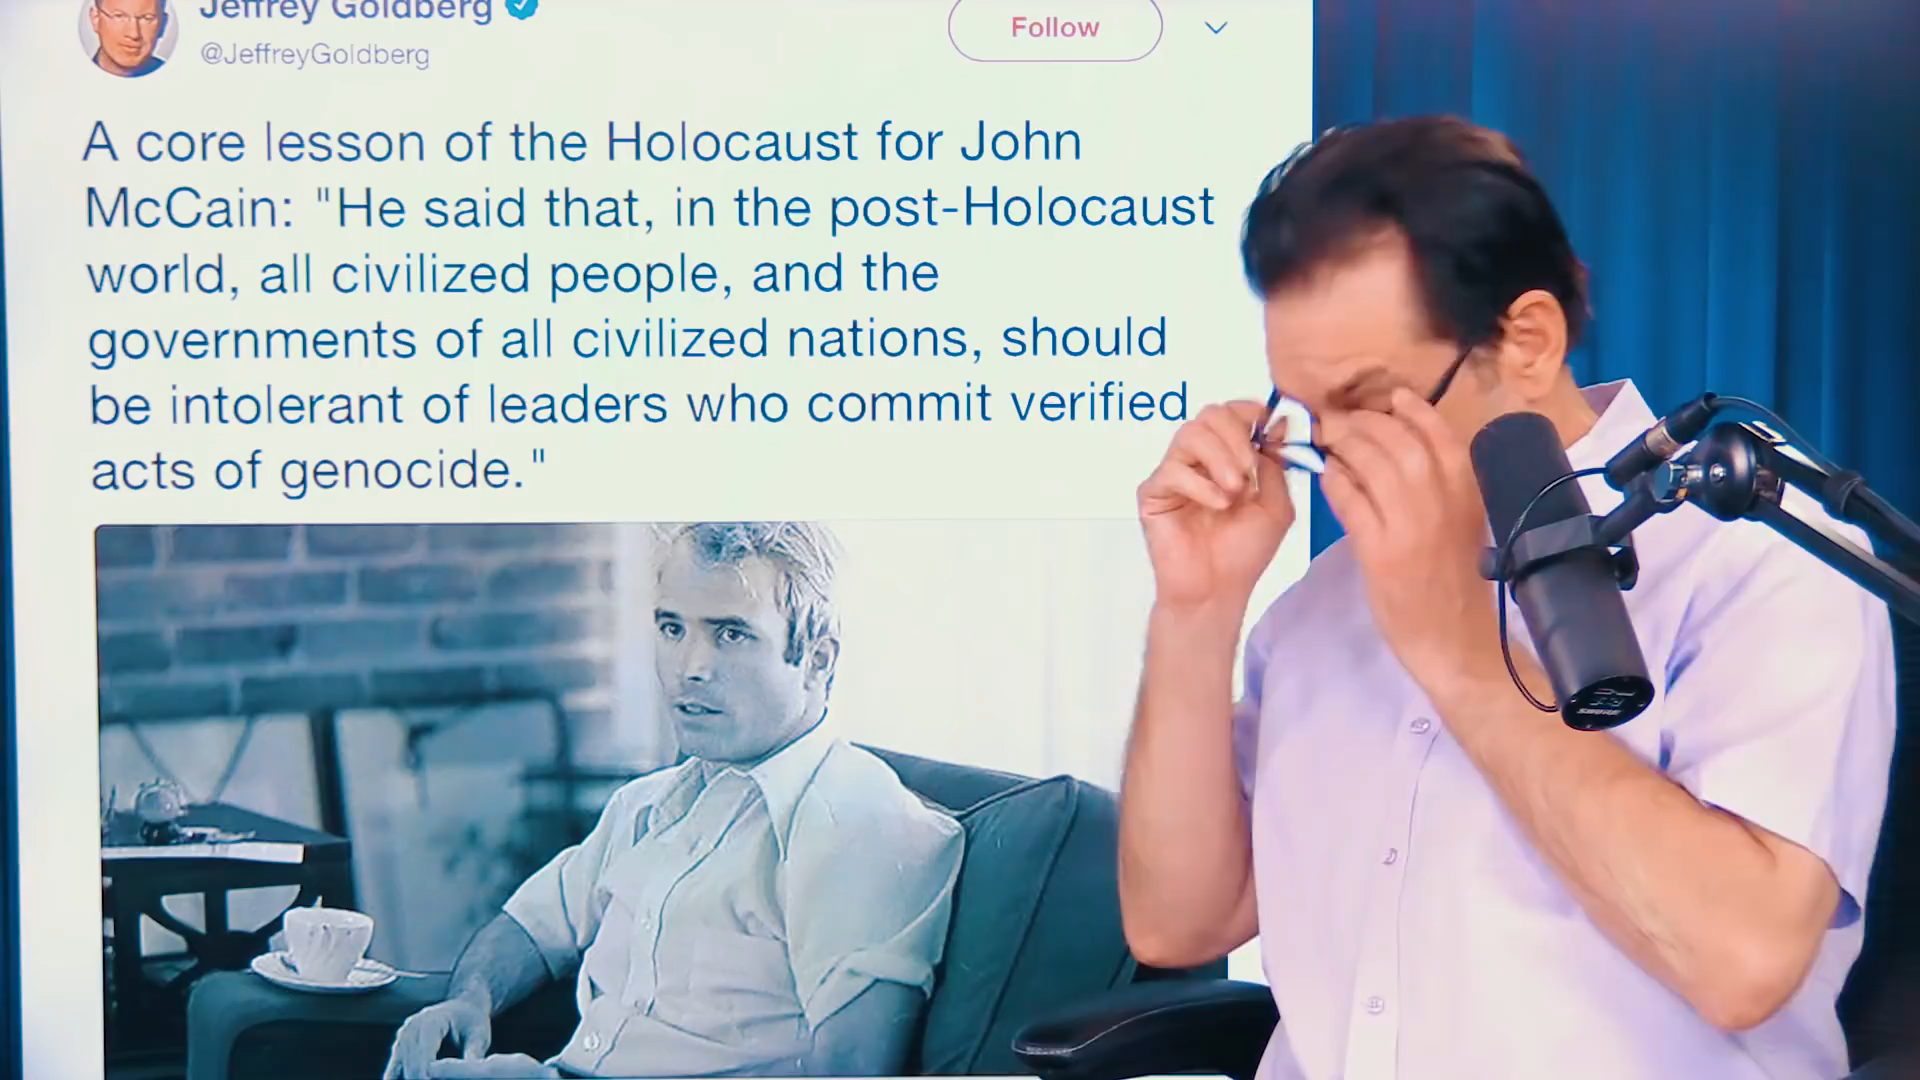 Jeffrey Goldberg
@JeffreyGoldberg
Follow
A core lesson of the Holocaust for John
McCain: "He said that, in the post-Holocaust
world, all civilized people, and the
governments of all civilized nations, should
be intolerant of leaders who commit verified
acts of genocide."